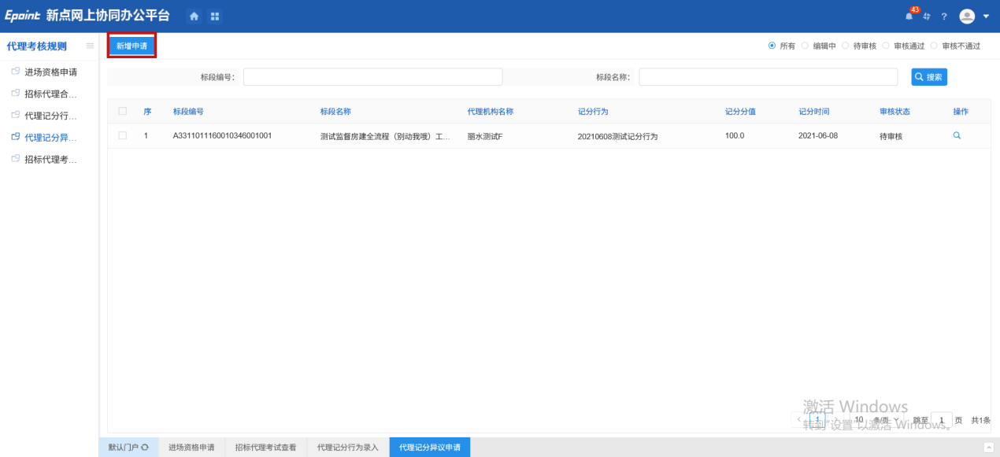 Epoint 新点网上协同办公平台
43
?
代理考核规则
新增申请
所有 编辑中 待审核 审核通过 审核不通过
进场资格申请
招标代理合...
代理记分行...
代理记分异...
招标代理考...
标段编号:
标段名称:
搜索
序 标段编号 标段名称 代理机构名称 记分行为 记分分值 记分时间 审核状态 操作
1 A3311011160010346001001 测试监督房建全流程（别动我哦）工... 丽水测试F 20210608测试记分行为 100.0 2021-06-08 待审核
激活 Windows
转到"设置"以激活 Windows。
< 1 > 10 条/页 跳至 1 页 共1条
默认门户 进场资格申请 招标代理考试查看 代理记分行为录入 代理记分异议申请